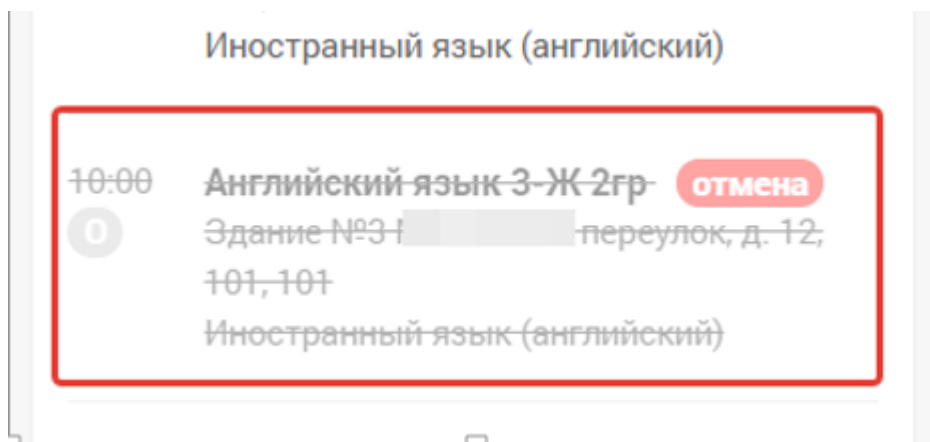 Иностранный язык (английский)
10:00 Английский язык 3-Ж 2гр отмена
О Здание №3 переулок, д. 12,
101, 101
Иностранный язык (английский)